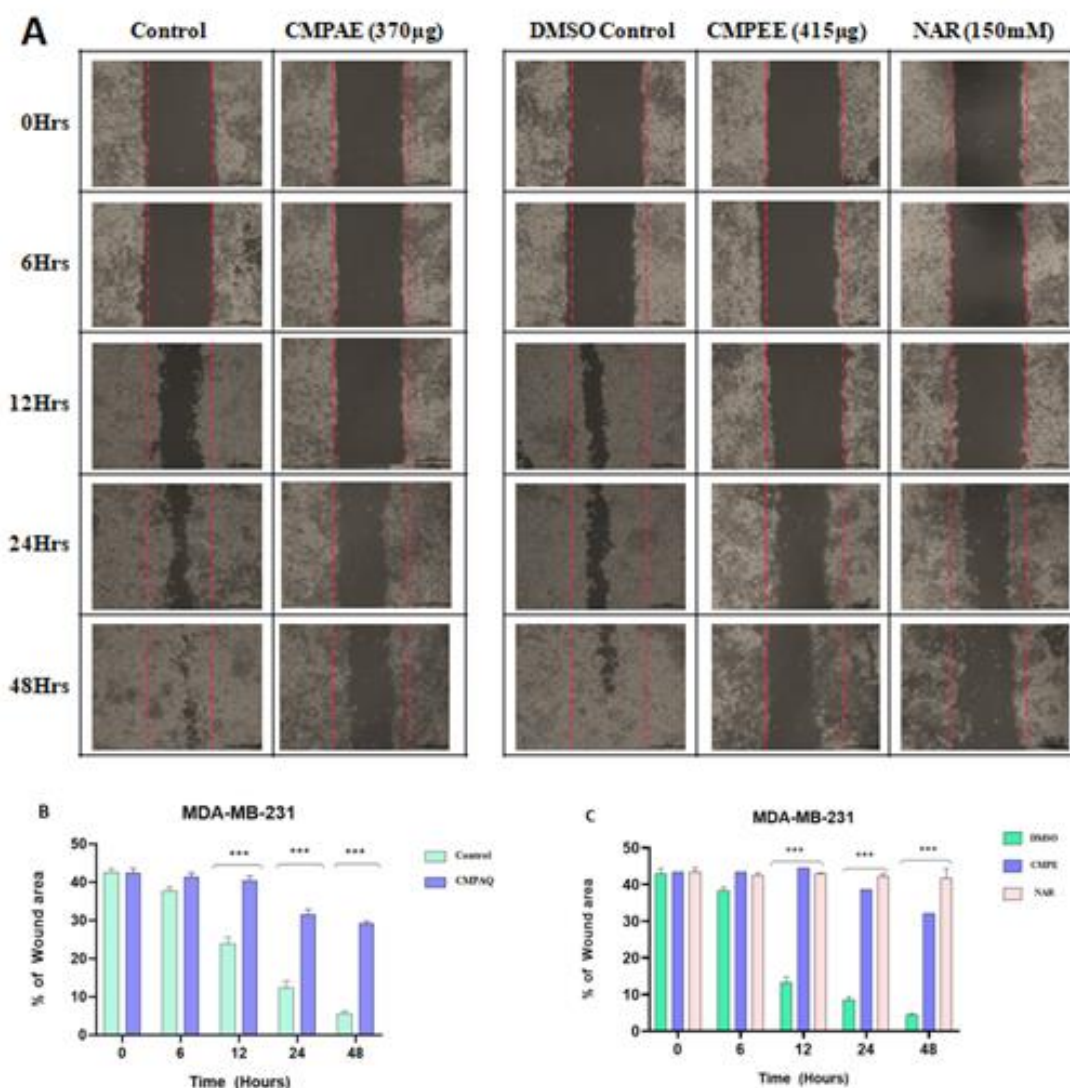 A
Control CMPAE (370µg) DMSO Control CMPEE (415µg) NAR (150mM)
0Hrs
6Hrs
12Hrs
24Hrs
48Hrs
B
MDA-MB-231
50
40
30
20
10
0
% of Wound area
*** *** ***
0 6 12 24 48
Time (Hours)
Control
CMPAQ
C
MDA-MB-231
50
40
30
20
10
0
% of Wound area
*** *** ***
0 6 12 24 48
Time (Hours)
DMSO
CMPE
NAR